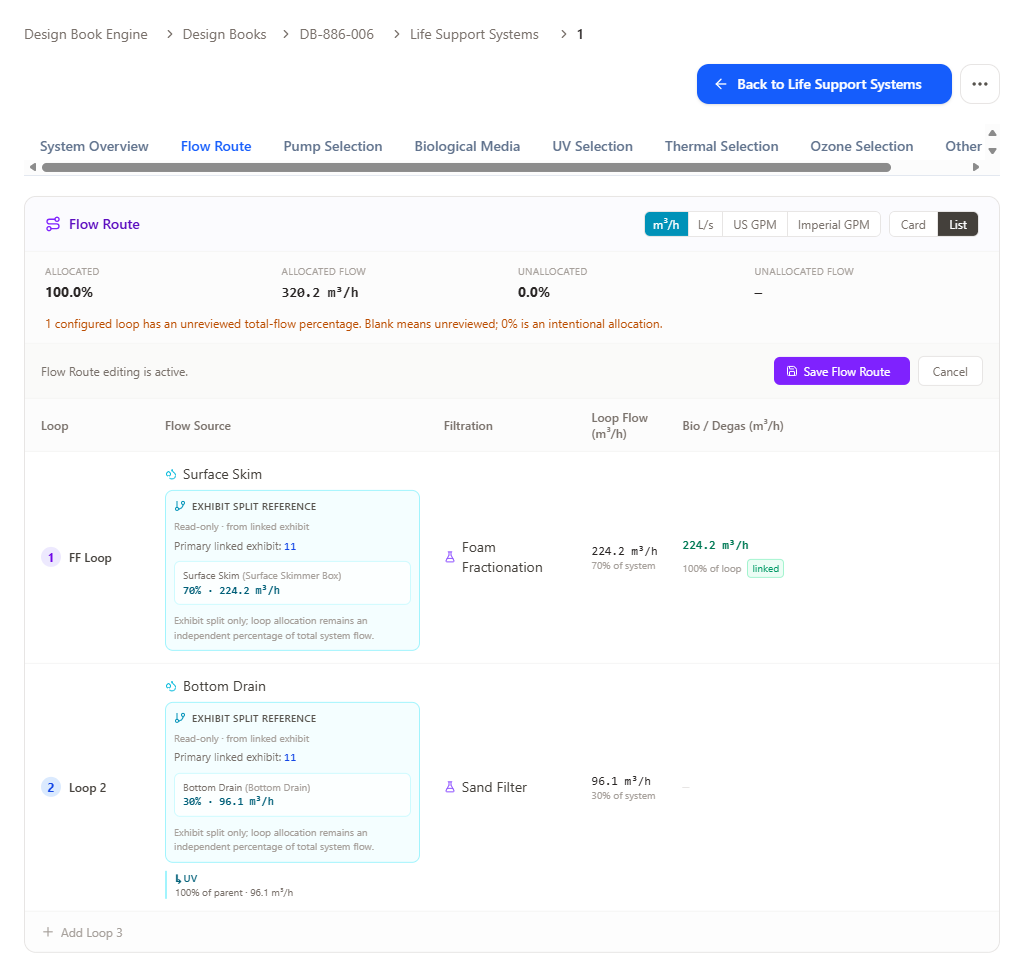 Design Book Engine > Design Books > DB-886-006 > Life Support Systems > 1
← Back to Life Support Systems
System Overview Flow Route Pump Selection Biological Media UV Selection Thermal Selection Ozone Selection Other
Flow Route
m³/h L/s US GPM Imperial GPM Card List
ALLOCATED ALLOCATED FLOW UNALLOCATED UNALLOCATED FLOW
100.0% 320.2 m³/h 0.0% —
1 configured loop has an unreviewed total-flow percentage. Blank means unreviewed; 0% is an intentional allocation.
Flow Route editing is active. Save Flow Route Cancel
Loop Flow Source Filtration Loop Flow (m³/h) Bio / Degas (m³/h)
Surface Skim
EXHIBIT SPLIT REFERENCE
Read-only · from linked exhibit
Primary linked exhibit: 11
Surface Skim (Surface Skimmer Box)
70% · 224.2 m³/h
Exhibit split only; loop allocation remains an
independent percentage of total system flow.
1 FF Loop
Foam
Fractionation
224.2 m³/h
70% of system
224.2 m³/h
100% of loop linked
Bottom Drain
EXHIBIT SPLIT REFERENCE
Read-only · from linked exhibit
Primary linked exhibit: 11
Bottom Drain (Bottom Drain)
30% · 96.1 m³/h
Exhibit split only; loop allocation remains an
independent percentage of total system flow.
↳ UV
100% of parent · 96.1 m³/h
2 Loop 2
Sand Filter
96.1 m³/h
30% of system
—
+ Add Loop 3